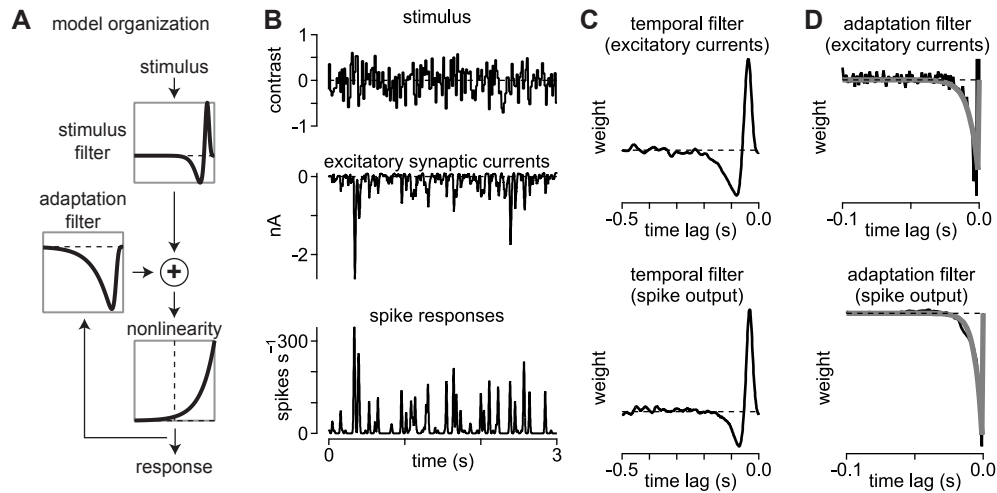 A
model organization
stimulus
stimulus
filter
adaptation
filter
+
nonlinearity
response
B
stimulus
contrast
1
0
-1
excitatory synaptic currents
nA
0
-2
spike responses
spikes s⁻¹
300
0
0
3
time (s)
C
temporal filter
(excitatory currents)
weight
-0.5
0.0
time lag (s)
temporal filter
(spike output)
weight
-0.5
0.0
time lag (s)
D
adaptation filter
(excitatory currents)
weight
-0.1
0.0
time lag (s)
adaptation filter
(spike output)
weight
-0.1
0.0
time lag (s)